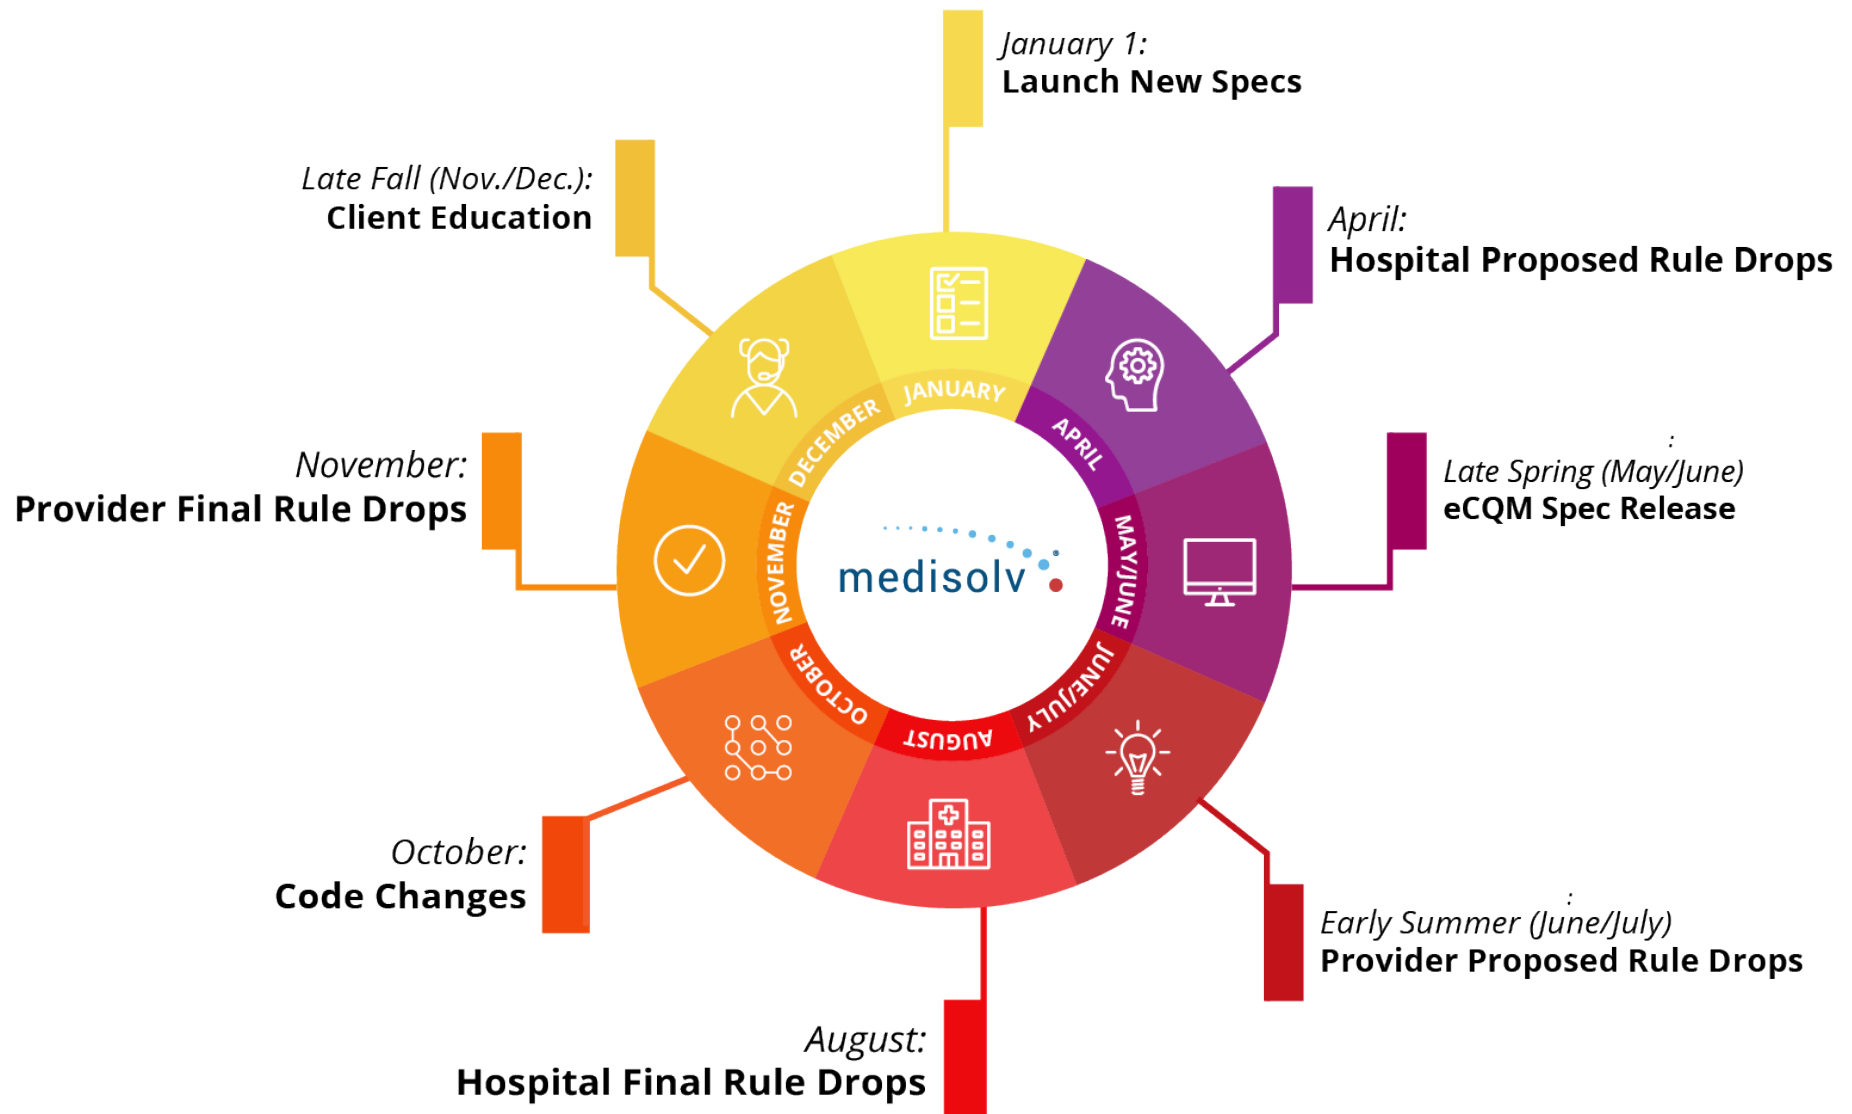 January 1:
Launch New Specs
April:
Hospital Proposed Rule Drops
:
Late Spring (May/June)
eCQM Spec Release
:
Early Summer (June/July)
Provider Proposed Rule Drops
August:
Hospital Final Rule Drops
October:
Code Changes
November:
Provider Final Rule Drops
Late Fall (Nov./Dec.):
Client Education
JANUARY
APRIL
MAY/JUNE
JUNE/JULY
AUGUST
OCTOBER
NOVEMBER
DECEMBER
medisolv®